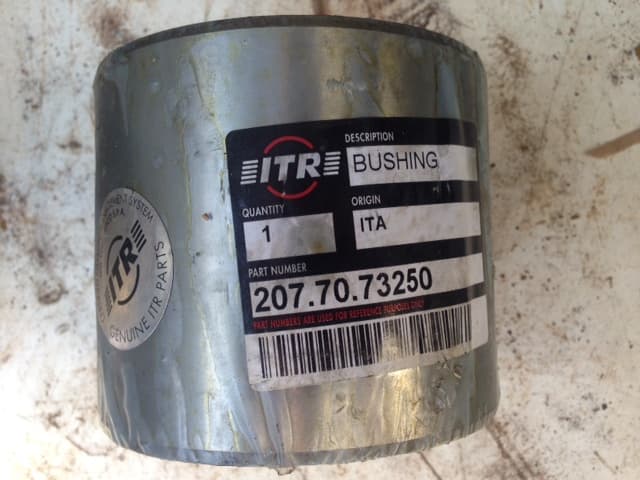 ITR
DESCRIPTION
BUSHING
QUANTITY
1
ORIGIN
ITA
PART NUMBER
207.70.73250
PART NUMBERS ARE USED FOR REFERENCE PURPOSES ONLY
SYSTEM
ITR
GENUINE ITR PARTS